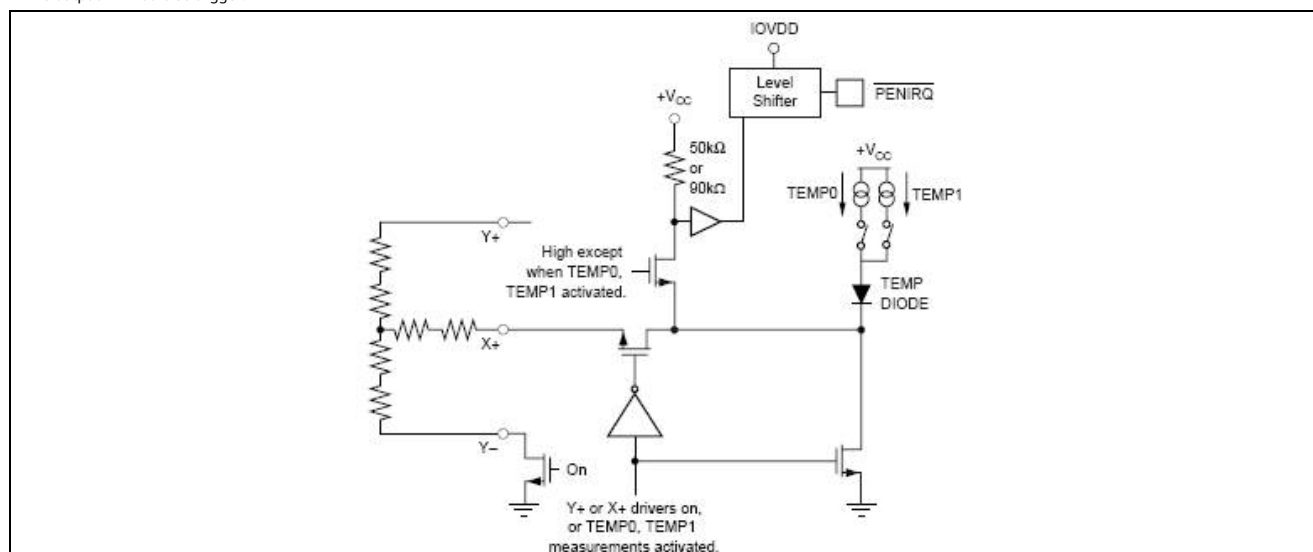 IOVDD
Level
Shifter
PENIRQ
+VCC
50kΩ
or
90kΩ
+VCC
TEMP0
TEMP1
Y+
High except
when TEMP0,
TEMP1 activated.
TEMP
DIODE
X+
Y–
On
Y+ or X+ drivers on,
or TEMP0, TEMP1
measurements activated.